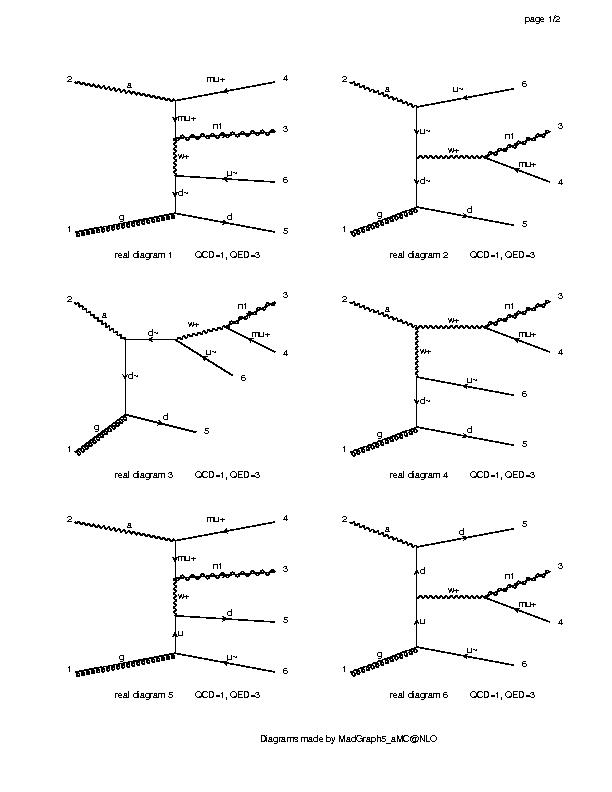 page 1/2
2 a mu+ 4
mu+
n1 3
w+
u~ 6
d~
1 g d 5
real diagram 1 QCD=1, QED=3
2 a u~ 6
u~
w+ n1 3
mu+ 4
d~
1 g d 5
real diagram 2 QCD=1, QED=3
2 a
d~ w+ n1 3
mu+ 4
u~ 6
d~
1 g d 5
real diagram 3 QCD=1, QED=3
2 a w+ n1 3
mu+ 4
w+
u~ 6
d~
1 g d 5
real diagram 4 QCD=1, QED=3
2 a mu+ 4
mu+
n1 3
w+
d 5
u
1 g u~ 6
real diagram 5 QCD=1, QED=3
2 a d 5
d
w+ n1 3
mu+ 4
u
1 g u~ 6
real diagram 6 QCD=1, QED=3
Diagrams made by MadGraph5_aMC@NLO